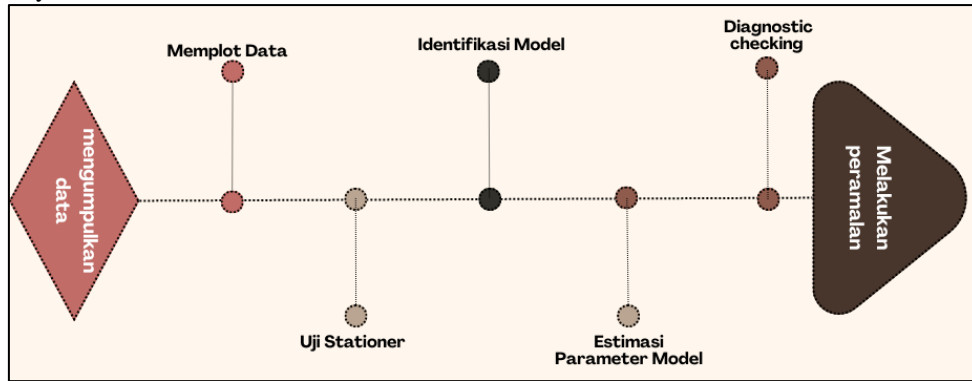 mengumpulkan
data
Memplot Data
Uji Stationer
Identifikasi Model
Estimasi
Parameter Model
Diagnostic
checking
Melakukan
peramalan